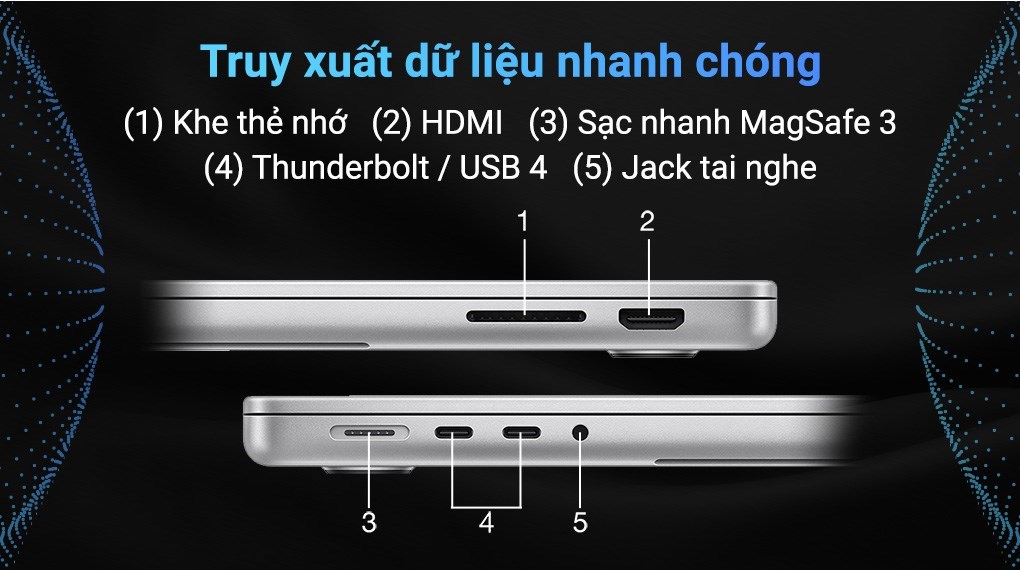 Truy xuất dữ liệu nhanh chóng
(1) Khe thẻ nhớ (2) HDMI (3) Sạc nhanh MagSafe 3
(4) Thunderbolt / USB 4 (5) Jack tai nghe
1 2
3 4 5